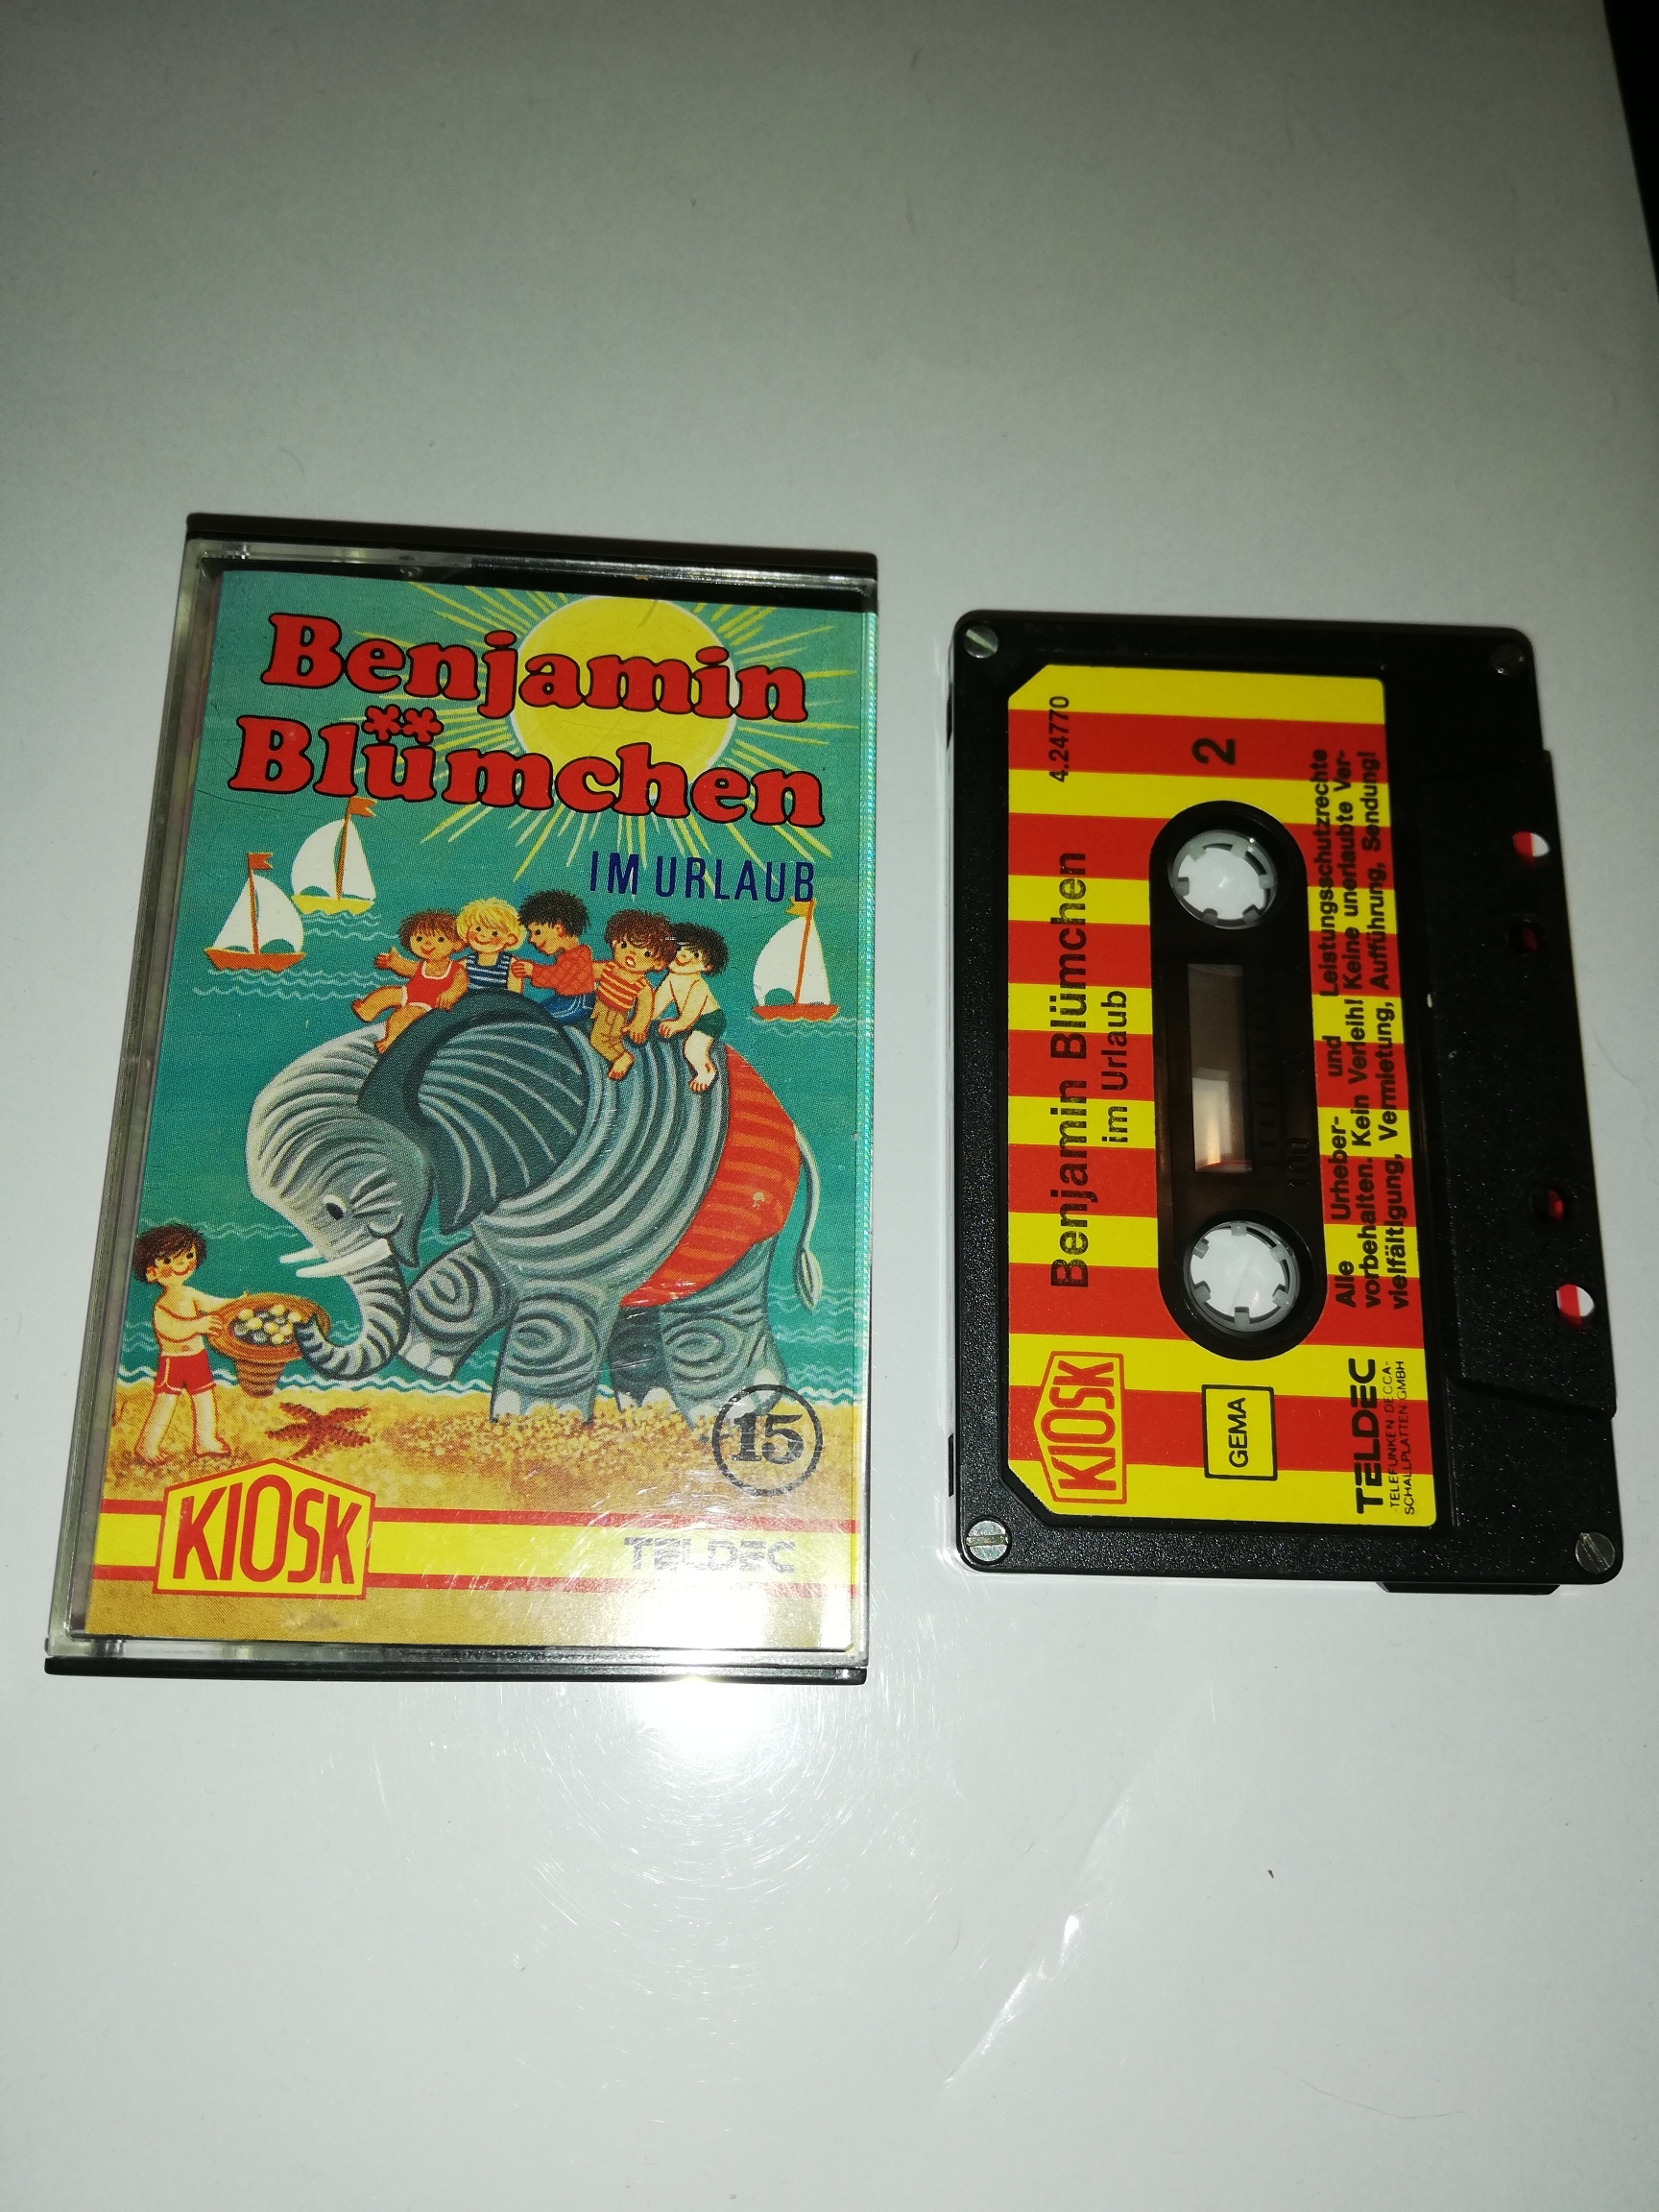 Benjamin
Blümchen
IM URLAUB
15
KIOSK
TELDEC
KIOSK
Benjamin Blümchen
im Urlaub
4.24770
GEMA
2
100
TELDEC
·TELEFUNKEN DECCA·
SCHALLPLATTEN GMBH
Alle Urheber- und Leistungsschutzrechte
vorbehalten. Kein Verleih! Keine unerlaubte Ver-
vielfältigung, Vermietung, Aufführung, Sendung!